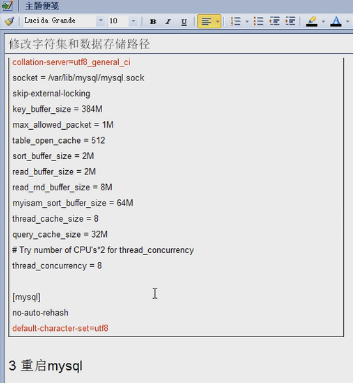 主题便笺
Lucida Grande
10
B
I
U
修改字符集和数据存储路径
collation-server=utf8_general_ci
socket = /var/lib/mysql/mysql.sock
skip-external-locking
key_buffer_size = 384M
max_allowed_packet = 1M
table_open_cache = 512
sort_buffer_size = 2M
read_buffer_size = 2M
read_rnd_buffer_size = 8M
myisam_sort_buffer_size = 64M
thread_cache_size = 8
query_cache_size = 32M
# Try number of CPU's*2 for thread_concurrency
thread_concurrency = 8
[mysql]
no-auto-rehash
default-character-set=utf8
3 重启mysql